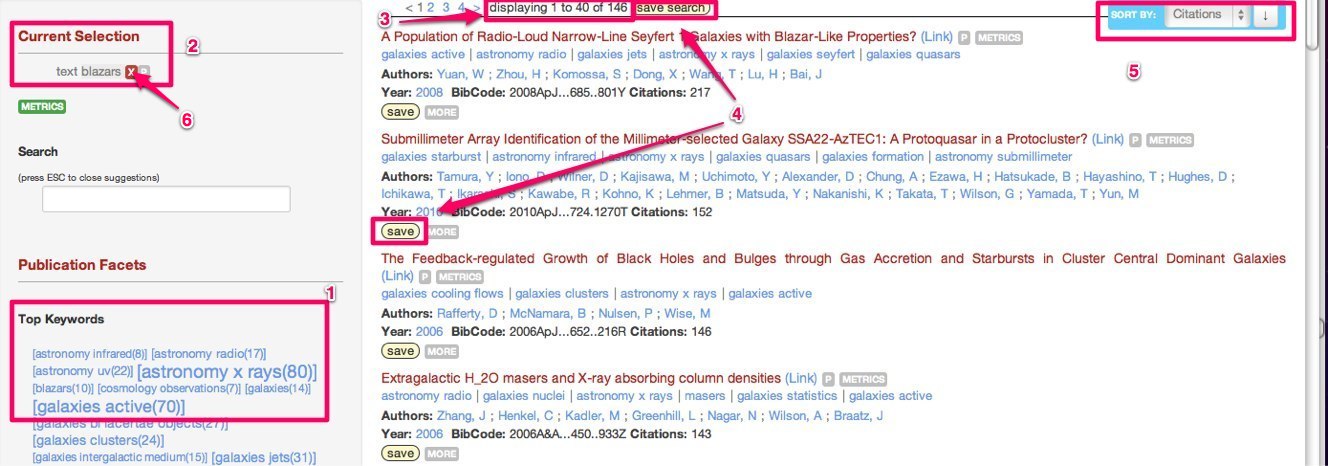 Current Selection
2
text blazars X P
6
METRICS
Search
(press ESC to close suggestions)
Publication Facets
1
Top Keywords
[astronomy infrared(8)] [astronomy radio(17)]
[astronomy uv(22)] [astronomy x rays(80)]
[blazars(10)] [cosmology observations(7)] [galaxies(14)]
[galaxies active(70)]
[galaxies bl lacertae objects(27)]
[galaxies clusters(24)]
[galaxies intergalactic medium(15)] [galaxies jets(31)]
3
< 1 2 3 4 > displaying 1 to 40 of 146 save search
SORT BY: Citations ↓
5
A Population of Radio-Loud Narrow-Line Seyfert 1 Galaxies with Blazar-Like Properties? (Link) P METRICS
galaxies active | astronomy radio | galaxies jets | astronomy x rays | galaxies seyfert | galaxies quasars
Authors: Yuan, W ; Zhou, H ; Komossa, S ; Dong, X ; Wang, T ; Lu, H ; Bai, J
Year: 2008 BibCode: 2008ApJ...685..801Y Citations: 217
save MORE
4
Submillimeter Array Identification of the Millimeter-selected Galaxy SSA22-AzTEC1: A Protoquasar in a Protocluster? (Link) P METRICS
galaxies starburst | astronomy infrared | astronomy x rays | galaxies quasars | galaxies formation | astronomy submillimeter
Authors: Tamura, Y ; Iono, D ; Wilner, D ; Kajisawa, M ; Uchimoto, Y ; Alexander, D ; Chung, A ; Ezawa, H ; Hatsukade, B ; Hayashino, T ; Hughes, D ;
Ichikawa, T ; Ikarashi, S ; Kawabe, R ; Kohno, K ; Lehmer, B ; Matsuda, Y ; Nakanishi, K ; Takata, T ; Wilson, G ; Yamada, T ; Yun, M
Year: 2010 BibCode: 2010ApJ...724.1270T Citations: 152
save MORE
The Feedback-regulated Growth of Black Holes and Bulges through Gas Accretion and Starbursts in Cluster Central Dominant Galaxies
(Link) P METRICS
galaxies cooling flows | galaxies clusters | astronomy x rays | galaxies active
Authors: Rafferty, D ; McNamara, B ; Nulsen, P ; Wise, M
Year: 2006 BibCode: 2006ApJ...652..216R Citations: 146
save MORE
Extragalactic H_2O masers and X-ray absorbing column densities (Link) P METRICS
astronomy radio | galaxies nuclei | astronomy x rays | masers | galaxies statistics | galaxies active
Authors: Zhang, J ; Henkel, C ; Kadler, M ; Greenhill, L ; Nagar, N ; Wilson, A ; Braatz, J
Year: 2006 BibCode: 2006A&A...450..933Z Citations: 143
save MORE